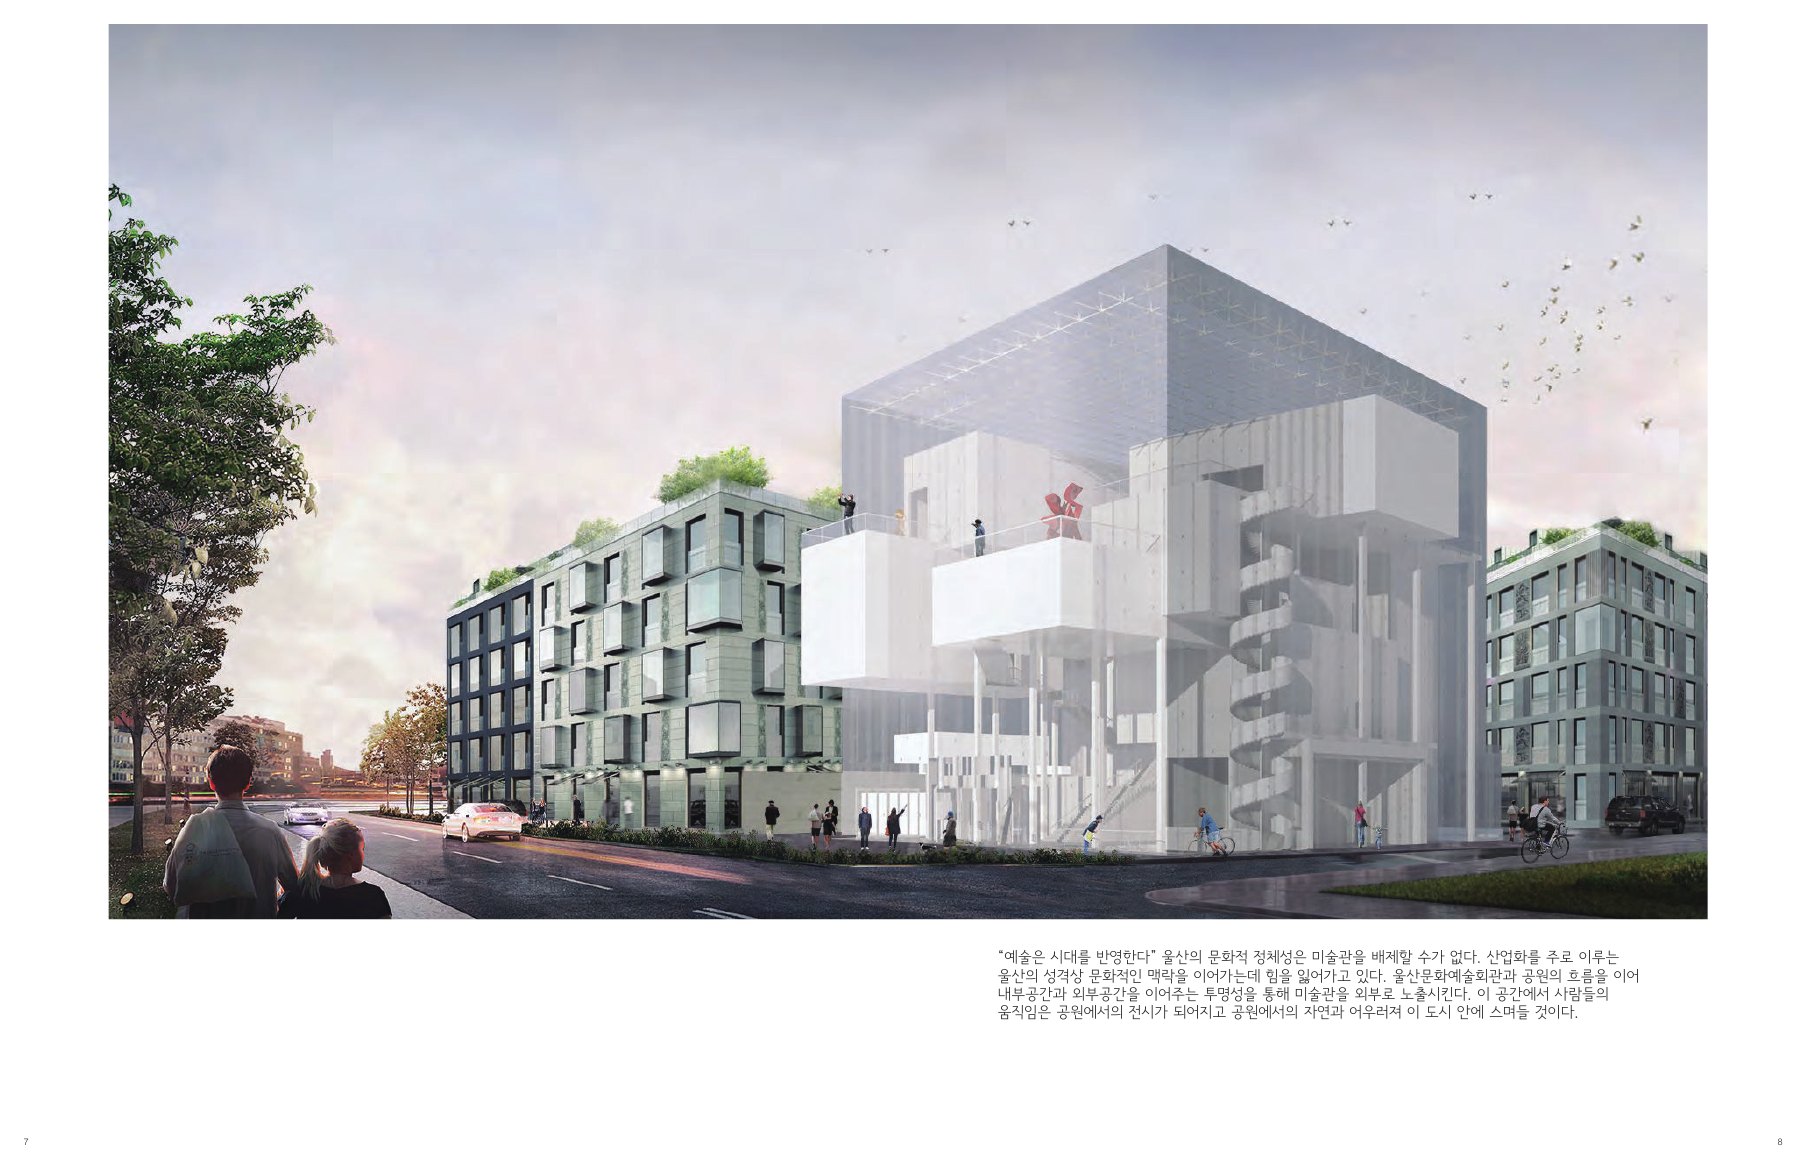 “예술은 시대를 반영한다” 울산의 문화적 정체성은 미술관을 배제할 수가 없다. 산업화를 주로 이루는
울산의 성격상 문화적인 맥락을 이어가는데 힘을 잃어가고 있다. 울산문화예술회관과 공원의 흐름을 이어
내부공간과 외부공간을 이어주는 투명성을 통해 미술관을 외부로 노출시킨다. 이 공간에서 사람들의
움직임은 공원에서의 전시가 되어지고 공원에서의 자연과 어우러져 이 도시 안에 스며들 것이다.
7
8